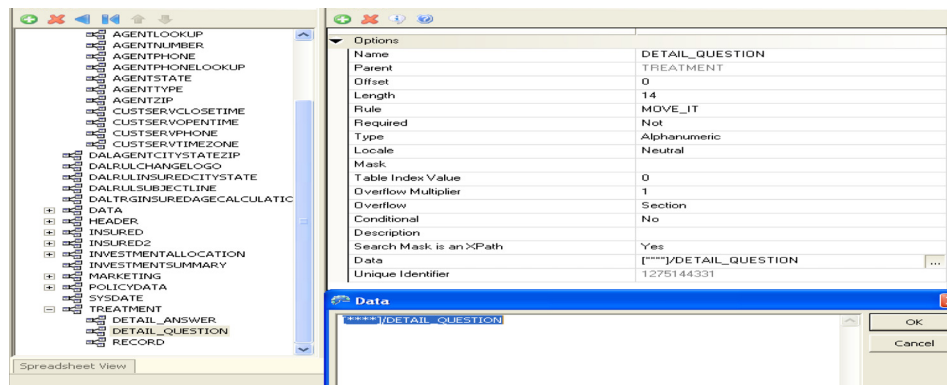 AGENTLOOKUP
AGENTNUMBER
AGENTPHONE
AGENTPHONELOOKUP
AGENTSTATE
AGENTTYPE
AGENTZIP
CUSTSERVCLOSETIME
CUSTSERVOPENTIME
CUSTSERVPHONE
CUSTSERVTIMEZONE
DALAGENTCITYSTATEZIP
DALRULCHANGELOGO
DALRULINSUREDCITYSTATE
DALRULSUBJECTLINE
DALTRGINSUREDAGECALCULATIC
DATA
HEADER
INSURED
INSURED2
INVESTMENTALLOCATION
INVESTMENTSUMMARY
MARKETING
POLICYDATA
SYSDATE
TREATMENT
DETAIL_ANSWER
DETAIL_QUESTION
RECORD
Spreadsheet View
Options
Name DETAIL_QUESTION
Parent TREATMENT
Offset 0
Length 14
Rule MOVE_IT
Required Not
Type Alphanumeric
Locale Neutral
Mask
Table Index Value 0
Overflow Multiplier 1
Overflow Section
Conditional No
Description
Search Mask is an XPath Yes
Data [****]/DETAIL_QUESTION ...
Unique Identifier 1275144331
Data
[****]/DETAIL_QUESTION
OK
Cancel